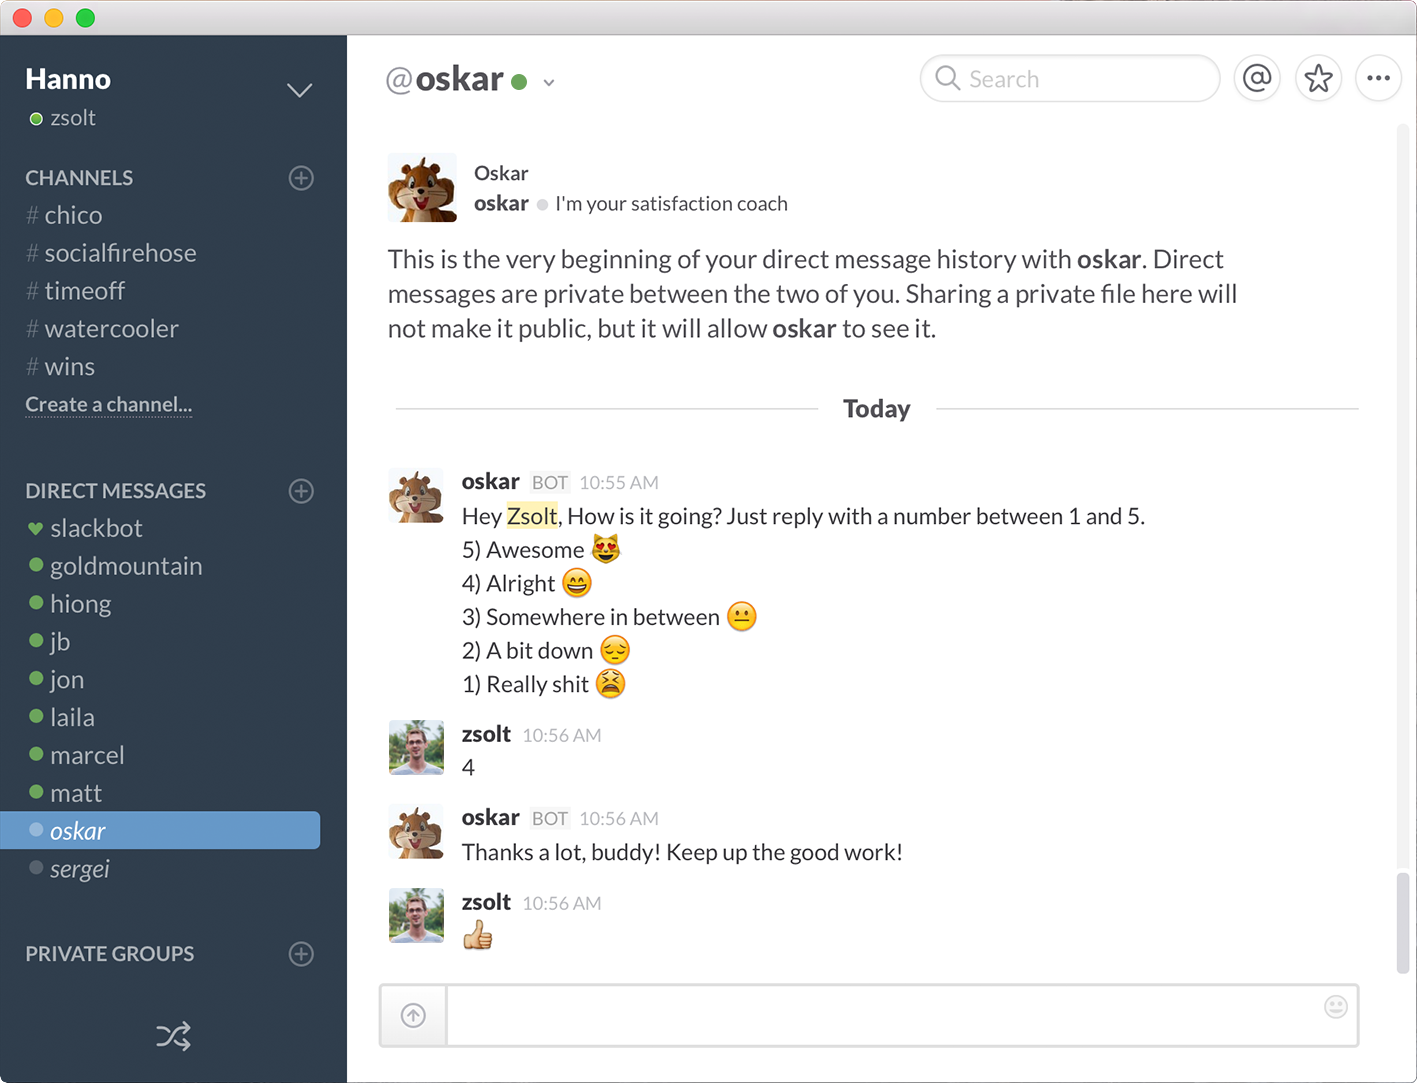 Hanno
zsolt
CHANNELS
# chico
# socialfirehose
# timeoff
# watercooler
# wins
Create a channel...
DIRECT MESSAGES
slackbot
goldmountain
hiong
jb
jon
laila
marcel
matt
oskar
sergei
PRIVATE GROUPS
@oskar
Search
Oskar
oskar I'm your satisfaction coach
This is the very beginning of your direct message history with oskar. Direct
messages are private between the two of you. Sharing a private file here will
not make it public, but it will allow oskar to see it.
Today
oskar BOT 10:55 AM
Hey Zsolt, How is it going? Just reply with a number between 1 and 5.
5) Awesome 😻
4) Alright 😄
3) Somewhere in between 😐
2) A bit down 😔
1) Really shit 😫
zsolt 10:56 AM
4
oskar BOT 10:56 AM
Thanks a lot, buddy! Keep up the good work!
zsolt 10:56 AM
👍